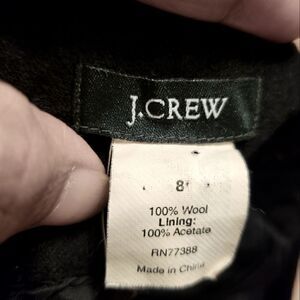 J.CREW
8
100% Wool
Lining:
100% Acetate
RN77388
Made in China